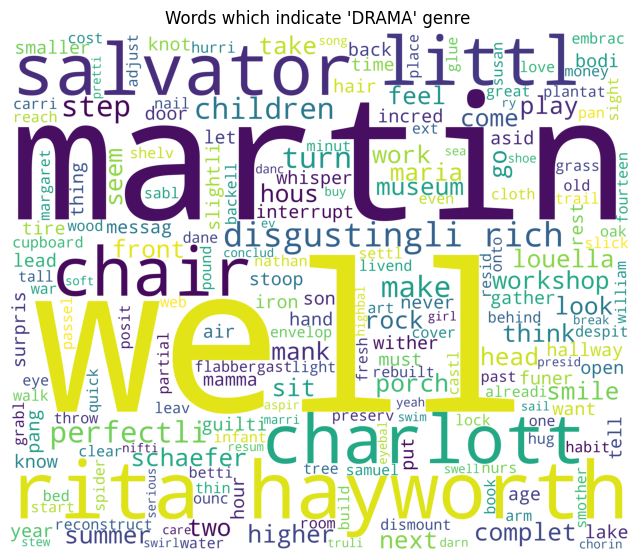 Words which indicate 'DRAMA' genre
smaller cost adjust knot hurri take song back place glue susan love embrac
pretti salvator littl time great money bodi
carri nail hair feel ry plantat pan sight
reach step door children incred play come asid ext
martin
margaret thing shelv seem sabl slightli let backell danc turn minut whisper work maria even sea museum go shoe cloth grass old trail rest fourteen
hous buy interrupt
tire wood messag dane disgustingli rich oak slick
cupboard front pound conclud ev nathan settl louella
lead chair livend resid onto william
tall war soft stoop iron son make workshop
surpris passel web posit air envelop hand art girl never gather look
rock cover behind break despit
well
partial mank highbal fresh must think hallway
eye quick flabbergast light wither porch castl head past funer open presid
walk mamma sit rebuilt alreadi smile
grabl throw leav aspir preserv yeah swim sail want
pang perfectli guilti marri charlott lock one hug tell
know clear nifti schaefer infant resum eyeball put habit
spider betti tree samuel swell nurs smother
bed thin ounc hour book age
start serious rita hayworth build arm
year reconstruct care two room dismount lake
stew summer swirl water higher truli next darn complet chorin